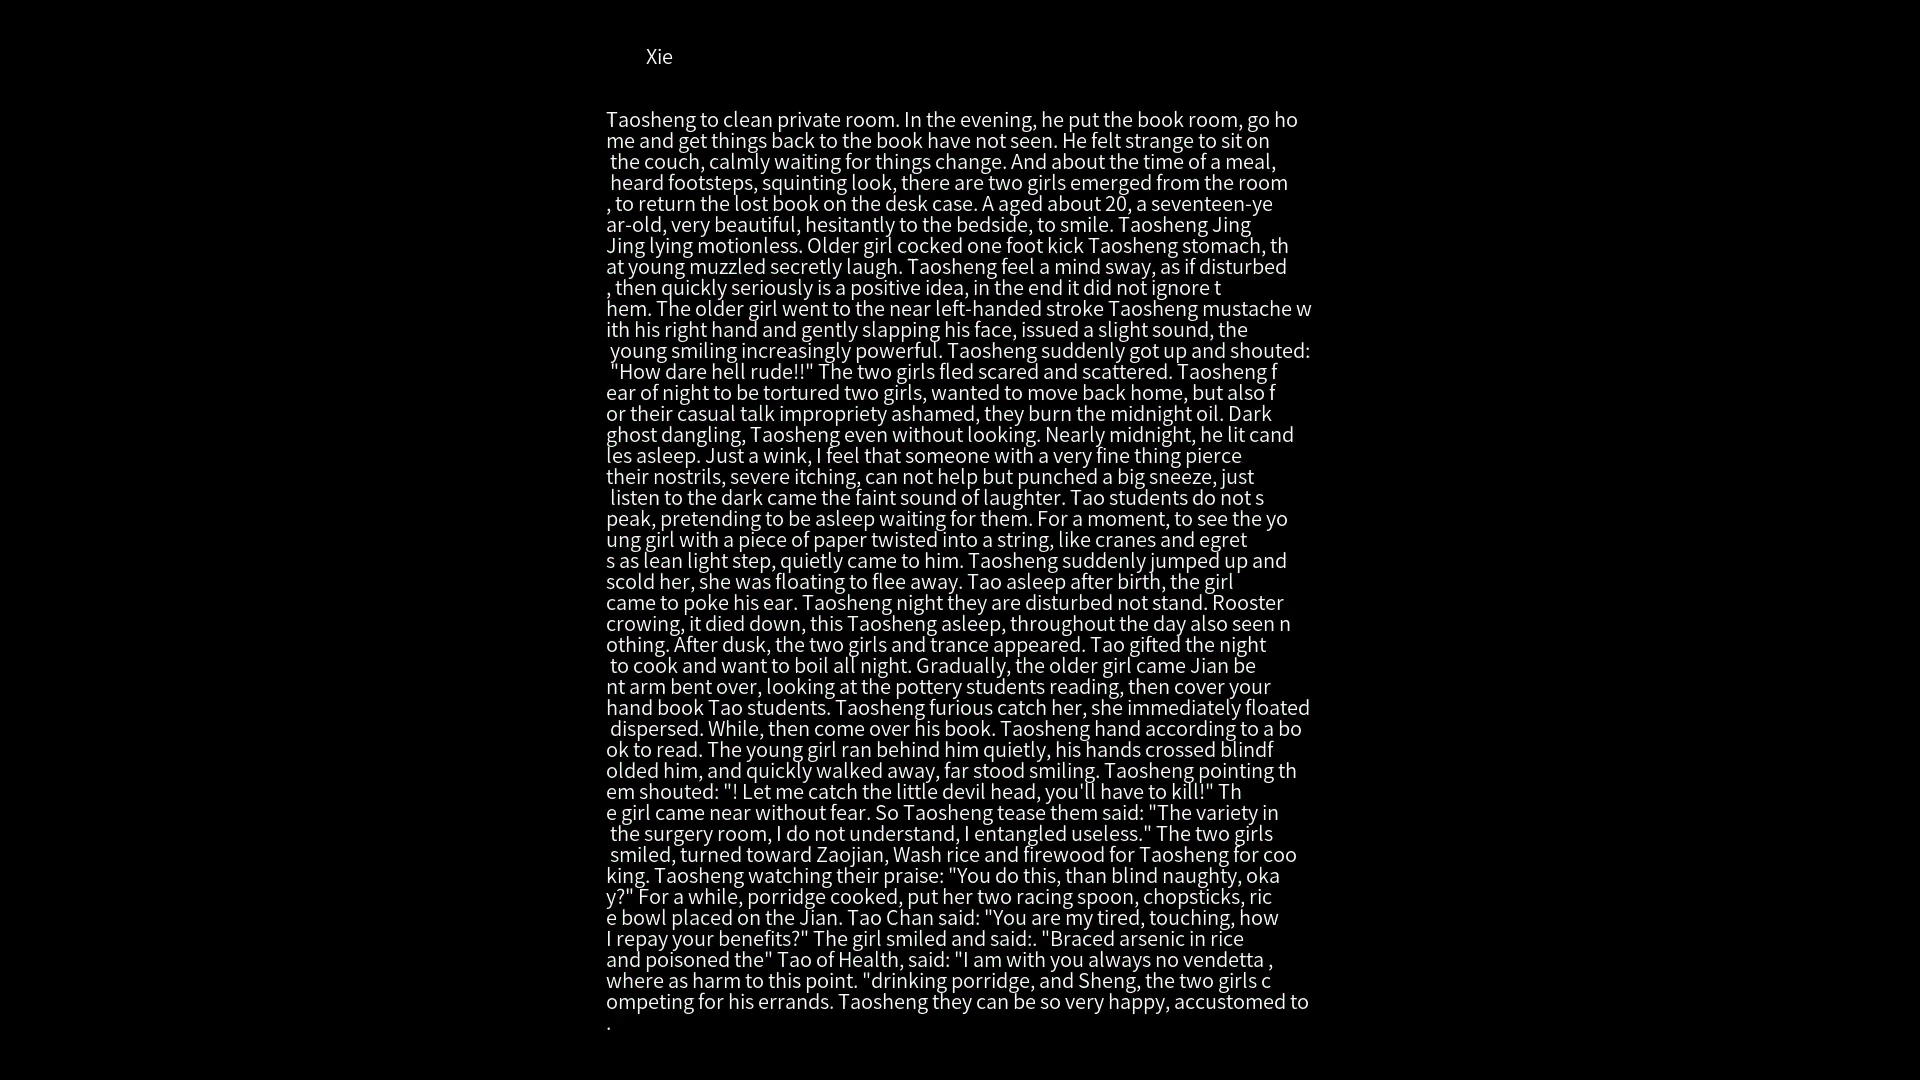 Xie
Taosheng to clean private room. In the evening, he put the book room, go ho
me and get things back to the book have not seen. He felt strange to sit on
the couch, calmly waiting for things change. And about the time of a meal,
heard footsteps, squinting look, there are two girls emerged from the room
, to return the lost book on the desk case. A aged about 20, a seventeen-ye
ar-old, very beautiful, hesitantly to the bedside, to smile. Taosheng Jing
Jing lying motionless. Older girl cocked one foot kick Taosheng stomach, th
at young muzzled secretly laugh. Taosheng feel a mind sway, as if disturbed
, then quickly seriously is a positive idea, in the end it did not ignore t
hem. The older girl went to the near left-handed stroke Taosheng mustache w
ith his right hand and gently slapping his face, issued a slight sound, the
young smiling increasingly powerful. Taosheng suddenly got up and shouted:
"How dare hell rude!!" The two girls fled scared and scattered. Taosheng f
ear of night to be tortured two girls, wanted to move back home, but also f
or their casual talk impropriety ashamed, they burn the midnight oil. Dark
ghost dangling, Taosheng even without looking. Nearly midnight, he lit cand
les asleep. Just a wink, I feel that someone with a very fine thing pierce
their nostrils, severe itching, can not help but punched a big sneeze, just
listen to the dark came the faint sound of laughter. Tao students do not s
peak, pretending to be asleep waiting for them. For a moment, to see the yo
ung girl with a piece of paper twisted into a string, like cranes and egret
s as lean light step, quietly came to him. Taosheng suddenly jumped up and
scold her, she was floating to flee away. Tao asleep after birth, the girl
came to poke his ear. Taosheng night they are disturbed not stand. Rooster
crowing, it died down, this Taosheng asleep, throughout the day also seen n
othing. After dusk, the two girls and trance appeared. Tao gifted the night
to cook and want to boil all night. Gradually, the older girl came Jian be
nt arm bent over, looking at the pottery students reading, then cover your
hand book Tao students. Taosheng furious catch her, she immediately floated
dispersed. While, then come over his book. Taosheng hand according to a bo
ok to read. The young girl ran behind him quietly, his hands crossed blindf
olded him, and quickly walked away, far stood smiling. Taosheng pointing th
em shouted: "! Let me catch the little devil head, you'll have to kill!" Th
e girl came near without fear. So Taosheng tease them said: "The variety in
the surgery room, I do not understand, I entangled useless." The two girls
smiled, turned toward Zaojian, Wash rice and firewood for Taosheng for coo
king. Taosheng watching their praise: "You do this, than blind naughty, oka
y?" For a while, porridge cooked, put her two racing spoon, chopsticks, ric
e bowl placed on the Jian. Tao Chan said: "You are my tired, touching, how
I repay your benefits?" The girl smiled and said:. "Braced arsenic in rice
and poisoned the" Tao of Health, said: "I am with you always no vendetta ,
where as harm to this point. "drinking porridge, and Sheng, the two girls c
ompeting for his errands. Taosheng they can be so very happy, accustomed to
.